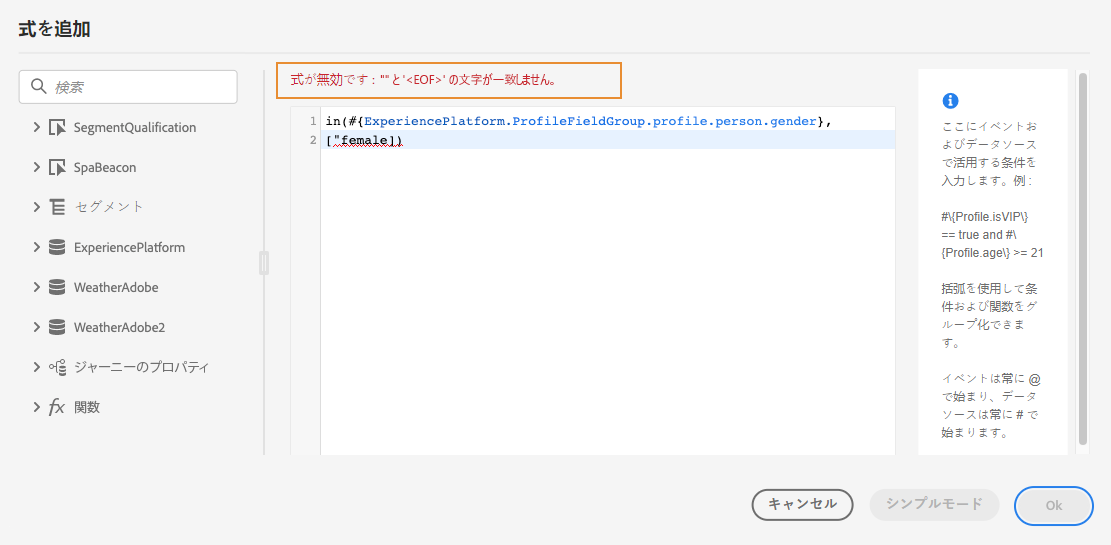 式を追加
検索
SegmentQualification
SpaBeacon
セグメント
ExperiencePlatform
WeatherAdobe
WeatherAdobe2
ジャーニーのプロパティ
fx 関数
式が無効です : '"' と '<EOF>' の文字が一致しません。
1 in(#{ExperiencePlatform.ProfileFieldGroup.profile.person.gender},
2 ["female])
ここにイベントお
よびデータソース
で活用する条件を
入力します。例 :
#\{Profile.isVIP\}
== true and #\
{Profile.age\} >= 21
括弧を使用して条
件および関数をグ
ループ化できま
す。
イベントは常に @
で始まり、データ
ソースは常に # で
始まります。
キャンセル
シンプルモード
Ok